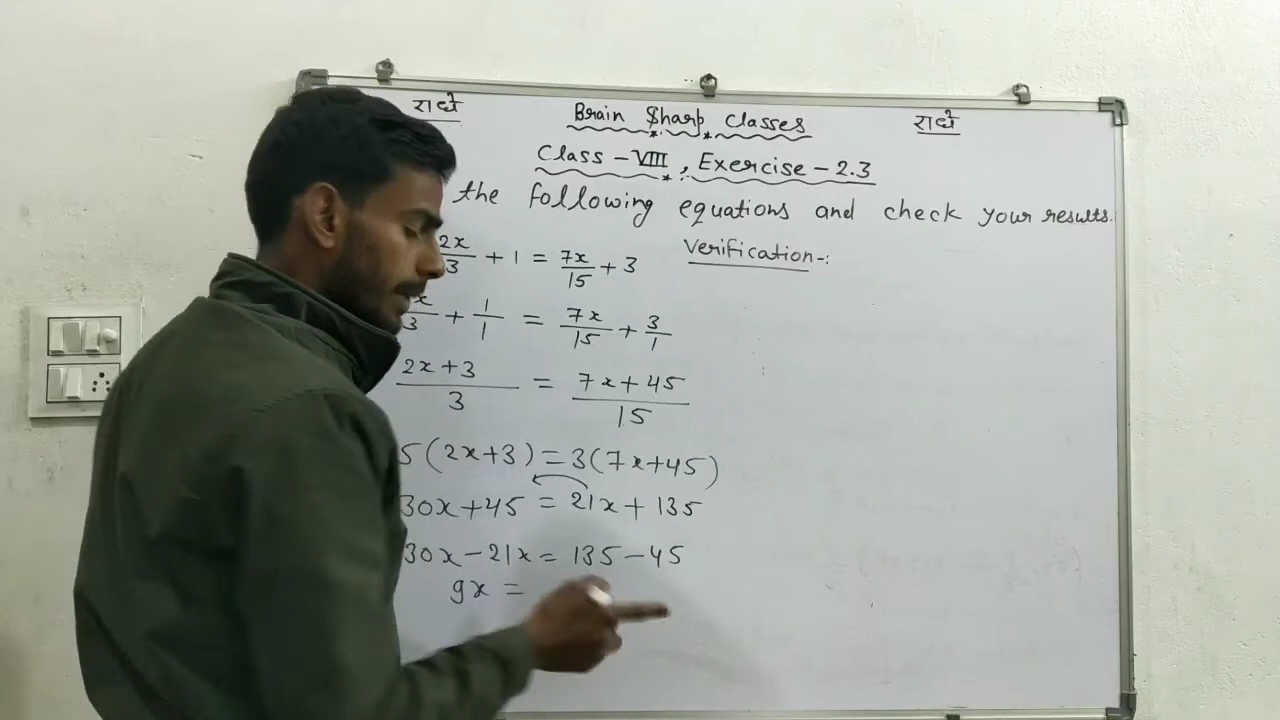 राधे Brain Sharp Classes राधे
Class - VIII, Exercise - 2.3
the following equations and check your results.
2x/3 + 1 = 7x/15 + 3
Verification -:
x/3 + 1/1 = 7x/15 + 3/1
2x+3/3 = 7x+45/15
5(2x+3) = 3(7x+45)
30x+45 = 21x+135
30x-21x = 135-45
9x =